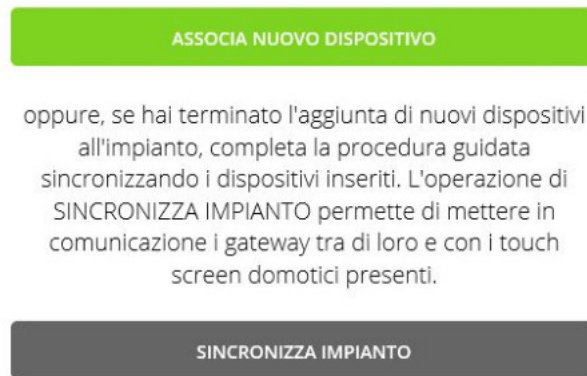 ASSOCIA NUOVO DISPOSITIVO
oppure, se hai terminato l'aggiunta di nuovi dispositivi
all'impianto, completa la procedura guidata
sincronizzando i dispositivi inseriti. L'operazione di
SINCRONIZZA IMPIANTO permette di mettere in
comunicazione i gateway tra di loro e con i touch
screen domotici presenti.
SINCRONIZZA IMPIANTO